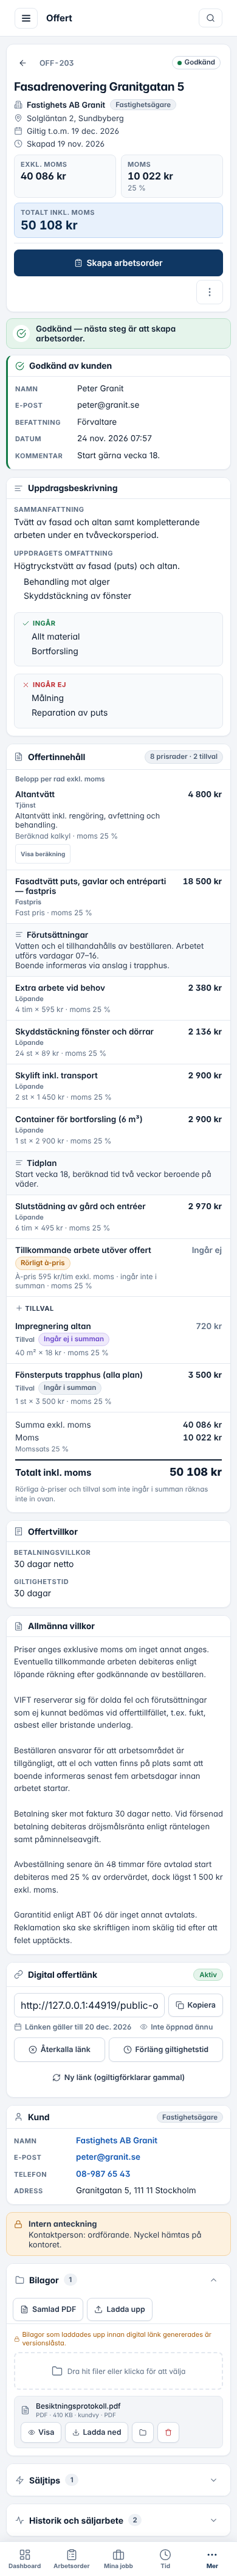 Offert
OFF-203
Godkänd
Fasadrenovering Granitgatan 5
Fastighets AB Granit Fastighetsägare
Solgläntan 2, Sundbyberg
Giltig t.o.m. 19 dec. 2026
Skapad 19 nov. 2026
EXKL. MOMS
40 086 kr
MOMS
10 022 kr
25 %
TOTALT INKL. MOMS
50 108 kr
Skapa arbetsorder
Godkänd — nästa steg är att skapa
arbetsorder.
Godkänd av kunden
NAMN Peter Granit
E-POST peter@granit.se
BEFATTNING Förvaltare
DATUM 24 nov. 2026 07:57
KOMMENTAR Start gärna vecka 18.
Uppdragsbeskrivning
SAMMANFATTNING
Tvätt av fasad och altan samt kompletterande
arbeten under en tvåveckorsperiod.
UPPDRAGETS OMFATTNING
Högtryckstvätt av fasad (puts) och altan.
Behandling mot alger
Skyddstäckning av fönster
INGÅR
Allt material
Bortforsling
INGÅR EJ
Målning
Reparation av puts
Offertinnehåll 8 prisrader · 2 tillval
Belopp per rad exkl. moms
Altantvätt 4 800 kr
Tjänst
Altantvätt inkl. rengöring, avfettning och
behandling.
Beräknad kalkyl · moms 25 %
Visa beräkning
Fasadtvätt puts, gavlar och entréparti 18 500 kr
— fastpris
Fastpris
Fast pris · moms 25 %
Förutsättningar
Vatten och el tillhandahålls av beställaren. Arbetet
utförs vardagar 07–16.
Boende informeras via anslag i trapphus.
Extra arbete vid behov 2 380 kr
Löpande
4 tim × 595 kr · moms 25 %
Skyddstäckning fönster och dörrar 2 136 kr
Löpande
24 st × 89 kr · moms 25 %
Skylift inkl. transport 2 900 kr
Löpande
2 st × 1 450 kr · moms 25 %
Container för bortforsling (6 m³) 2 900 kr
Löpande
1 st × 2 900 kr · moms 25 %
Tidplan
Start vecka 18, beräknad tid två veckor beroende på
väder.
Slutstädning av gård och entréer 2 970 kr
Löpande
6 tim × 495 kr · moms 25 %
Tillkommande arbete utöver offert Ingår ej
Rörligt à-pris
À-pris 595 kr/tim exkl. moms · ingår inte i
summan · moms 25 %
TILLVAL
Impregnering altan 720 kr
Tillval Ingår ej i summan
40 m² × 18 kr · moms 25 %
Fönsterputs trapphus (alla plan) 3 500 kr
Tillval Ingår i summan
1 st × 3 500 kr · moms 25 %
Summa exkl. moms 40 086 kr
Moms 10 022 kr
Momssats 25 %
Totalt inkl. moms 50 108 kr
Rörliga à-priser och tillval som inte ingår i summan räknas
inte in ovan.
Offertvillkor
BETALNINGSVILLKOR
30 dagar netto
GILTIGHETSTID
30 dagar
Allmänna villkor
Priser anges exklusive moms om inget annat anges.
Eventuella tillkommande arbeten debiteras enligt
löpande räkning efter godkännande av beställaren.
VIFT reserverar sig för dolda fel och förutsättningar
som ej kunnat bedömas vid offerttillfället, t.ex. fukt,
asbest eller bristande underlag.
Beställaren ansvarar för att arbetsområdet är
tillgängligt, att el och vatten finns på plats samt att
boende informeras senast fem arbetsdagar innan
arbetet startar.
Betalning sker mot faktura 30 dagar netto. Vid försenad
betalning debiteras dröjsmålsränta enligt räntelagen
samt påminnelseavgift.
Avbeställning senare än 48 timmar före avtalad start
debiteras med 25 % av ordervärdet, dock lägst 1 500 kr
exkl. moms.
Garantitid enligt ABT 06 där inget annat avtalats.
Reklamation ska ske skriftligen inom skälig tid efter att
felet upptäckts.
Digital offertlänk Aktiv
http://127.0.0.1:44919/public-o
Kopiera
Länken gäller till 20 dec. 2026 Inte öppnad ännu
Återkalla länk
Förläng giltighetstid
Ny länk (ogiltigförklarar gammal)
Kund Fastighetsägare
NAMN Fastighets AB Granit
E-POST peter@granit.se
TELEFON 08-987 65 43
ADRESS Granitgatan 5, 111 11 Stockholm
Intern anteckning
Kontaktperson: ordförande. Nyckel hämtas på
kontoret.
Bilagor 1
Samlad PDF
Ladda upp
Bilagor som laddades upp innan digital länk genererades är
versionslåsta.
Dra hit filer eller klicka för att välja
Besiktningsprotokoll.pdf
PDF · 410 KB · kundvy · PDF
Visa
Ladda ned
Säljtips 1
Historik och säljarbete 2
Dashboard
Arbetsorder
Mina jobb
Tid
Mer